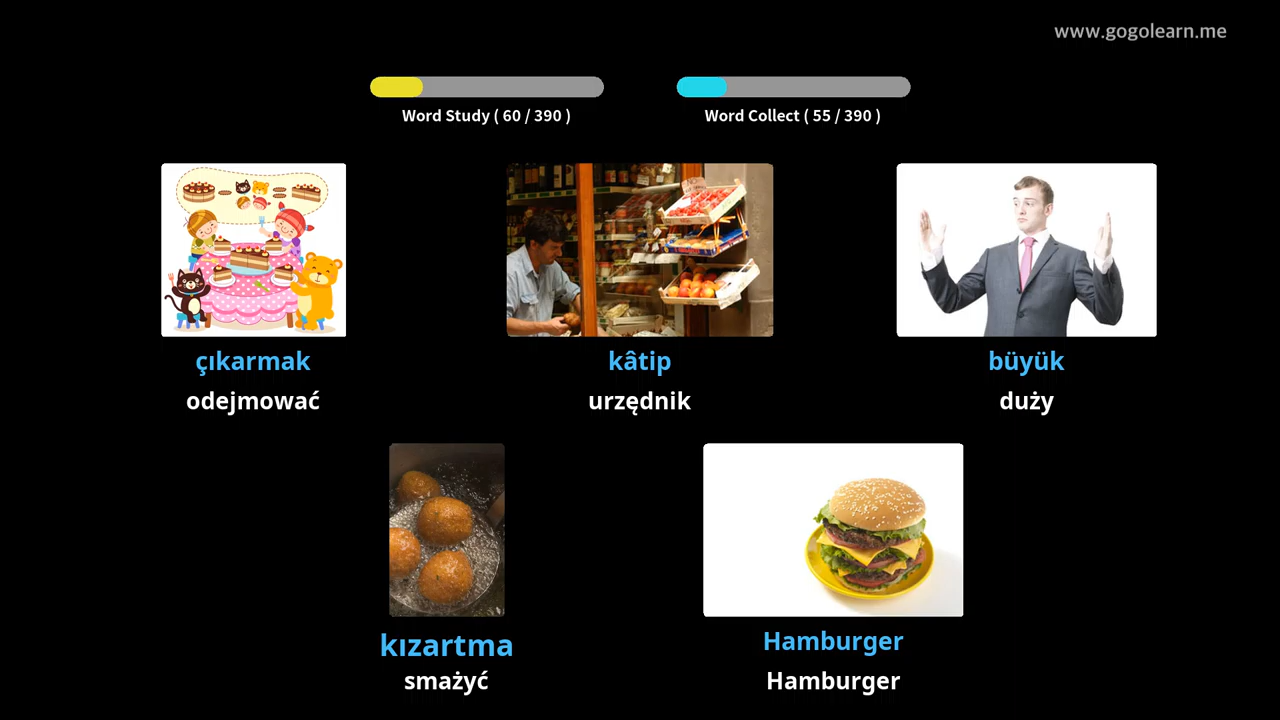 www.gogolearn.me
Word Study ( 60 / 390 )
Word Collect ( 55 / 390 )
çıkarmak
odejmować
kâtip
urzędnik
büyük
duży
kızartma
smażyć
Hamburger
Hamburger